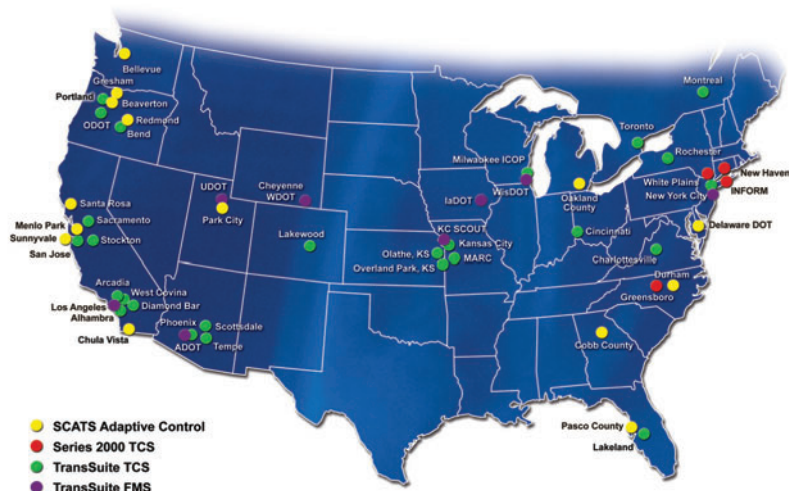 Bellevue
Gresham
Portland
Beaverton
Redmond
ODOT
Bend
Montreal
Toronto
Rochester
Milwaukee ICOP
New Haven
White Plains
INFORM
New York City
WisDOT
UDOT
Cheyenne
WDOT
IaDOT
Oakland
County
Santa Rosa
Park City
Menlo Park
Sacramento
Delaware DOT
KC SCOUT
Sunnyvale
Stockton
Lakewood
Kansas City
Cincinnati
San Jose
Olathe, KS
MARC
Charlottesville
Overland Park, KS
Durham
Arcadia
West Covina
Greensboro
Los Angeles
Diamond Bar
Alhambra
Phoenix
Scottsdale
Chula Vista
ADOT
Tempe
Cobb County
SCATS Adaptive Control
Pasco County
Series 2000 TCS
Lakeland
TransSuite TCS
TransSuite FMS